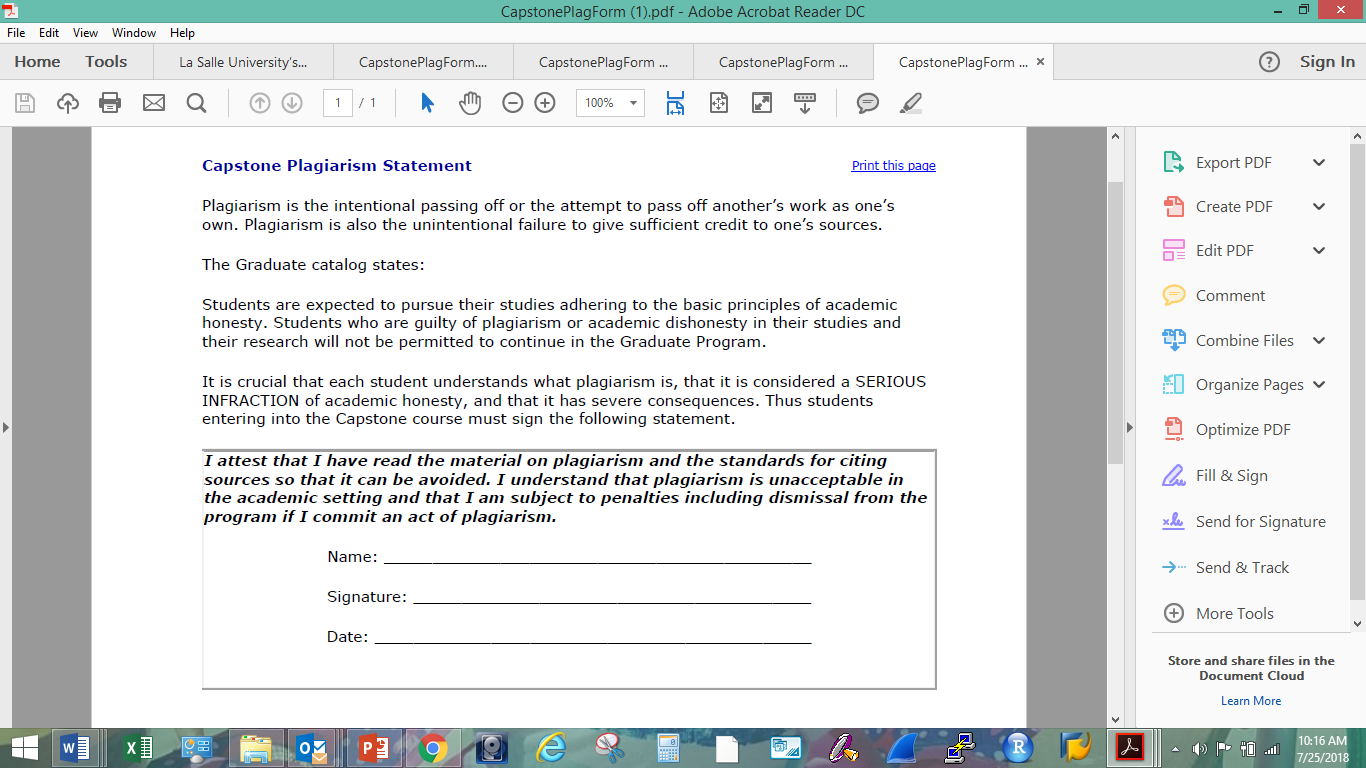 CapstonePlagForm (1).pdf - Adobe Acrobat Reader DC
File Edit View Window Help
Home Tools La Salle University's... CapstonePlagForm.... CapstonePlagForm ... CapstonePlagForm ... CapstonePlagForm ... Sign In
1 / 1 100%
Capstone Plagiarism Statement Print this page
Plagiarism is the intentional passing off or the attempt to pass off another’s work as one’s
own. Plagiarism is also the unintentional failure to give sufficient credit to one’s sources.
The Graduate catalog states:
Students are expected to pursue their studies adhering to the basic principles of academic
honesty. Students who are guilty of plagiarism or academic dishonesty in their studies and
their research will not be permitted to continue in the Graduate Program.
It is crucial that each student understands what plagiarism is, that it is considered a SERIOUS
INFRACTION of academic honesty, and that it has severe consequences. Thus students
entering into the Capstone course must sign the following statement.
I attest that I have read the material on plagiarism and the standards for citing
sources so that it can be avoided. I understand that plagiarism is unacceptable in
the academic setting and that I am subject to penalties including dismissal from the
program if I commit an act of plagiarism.
Name:
Signature:
Date:
Export PDF
Create PDF
Edit PDF
Comment
Combine Files
Organize Pages
Optimize PDF
Fill & Sign
Send for Signature
Send & Track
More Tools
Store and share files in the
Document Cloud
Learn More
10:16 AM
7/25/2018